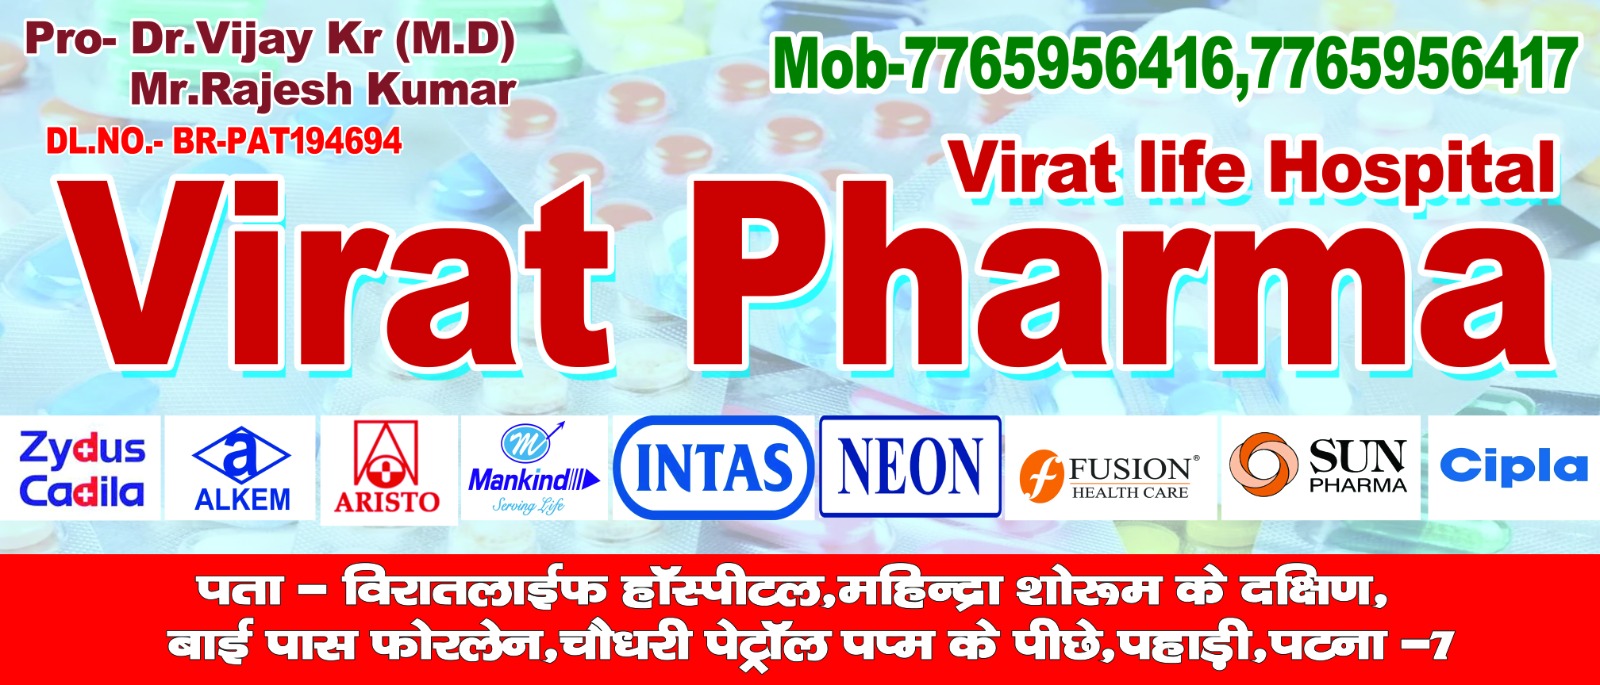 Pro- Dr.Vijay Kr (M.D)
Mr.Rajesh Kumar
DL.NO.- BR-PAT194694
Mob-7765956416,7765956417
Virat life Hospital
Virat Pharma
Zydus
Cadila
a
ALKEM
A
ARISTO
M
Mankind
Serving Life
INTAS
NEON
f FUSION®
HEALTH CARE
SUN
PHARMA
Cipla
पता – विरातलाईफ हॉस्पीटल,महिन्द्रा शोरूम के दक्षिण,
बाई पास फोरलेन,चौधरी पेट्रॉल पप्म के पीछे,पहाड़ी,पटना –7